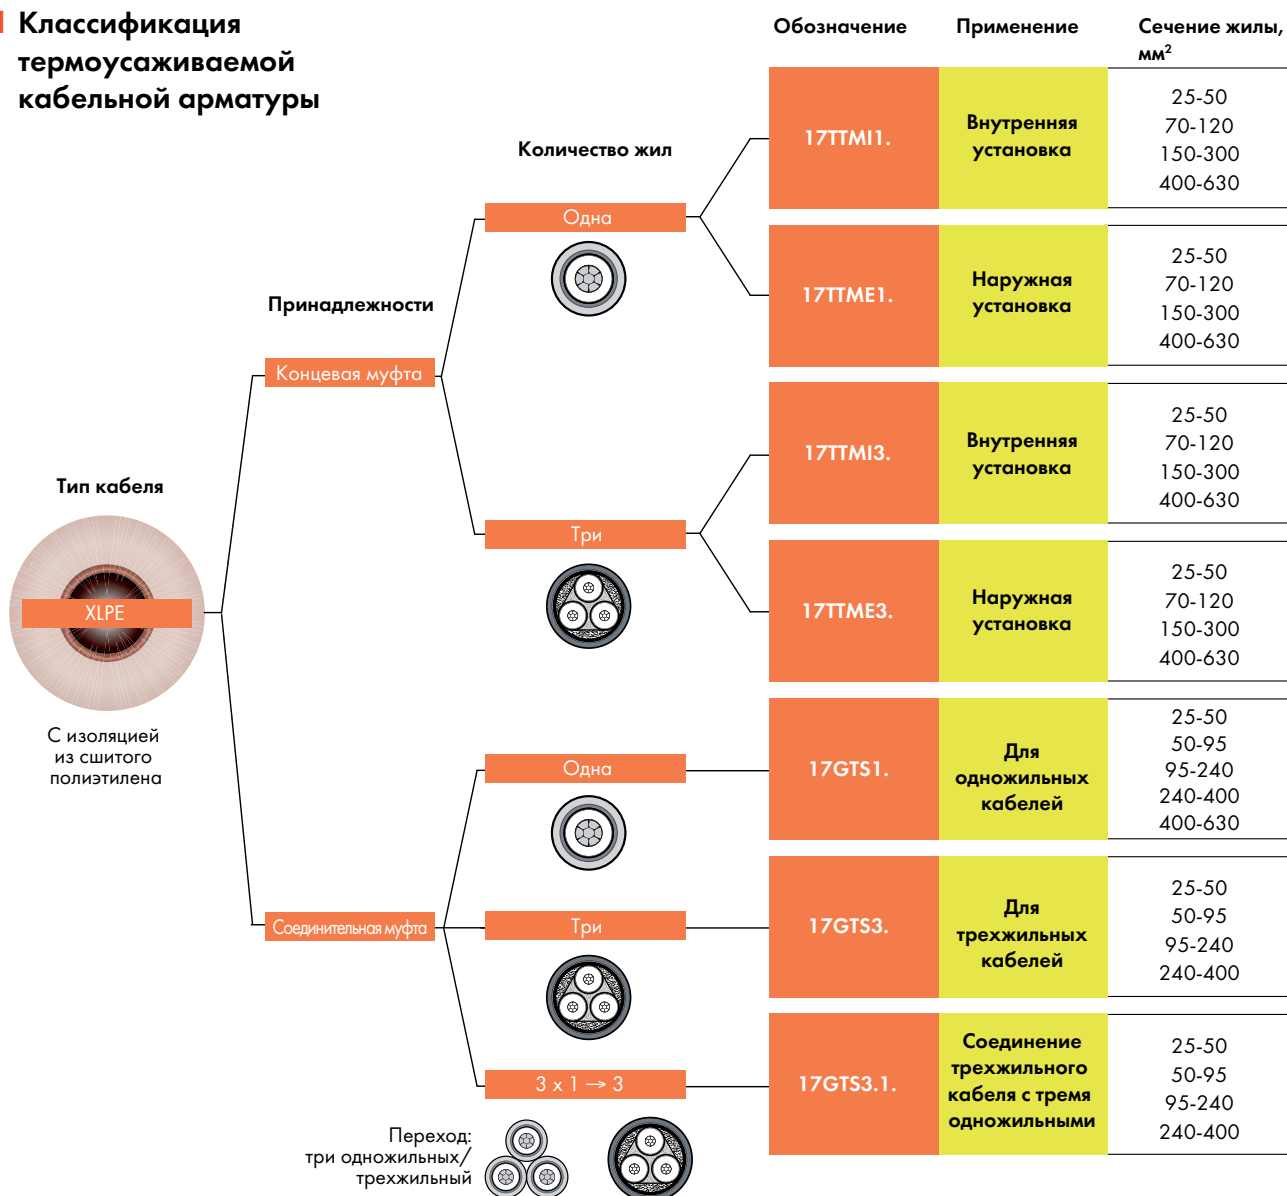 Классификация
термоусаживаемой
кабельной арматуры
Обозначение
Применение
Сечение жилы,
мм²
Количество жил
Принадлежности
Тип кабеля
XLPE
С изоляцией
из сшитого
полиэтилена
Концевая муфта
Одна
17TTMI1.
Внутренняя
установка
25-50
70-120
150-300
400-630
17TTME1.
Наружная
установка
25-50
70-120
150-300
400-630
Три
17TTMI3.
Внутренняя
установка
25-50
70-120
150-300
400-630
17TTME3.
Наружная
установка
25-50
70-120
150-300
400-630
Соединительная муфта
Одна
17GTS1.
Для
одножильных
кабелей
25-50
50-95
95-240
240-400
400-630
Три
17GTS3.
Для
трехжильных
кабелей
25-50
50-95
95-240
240-400
3 x 1 → 3
17GTS3.1.
Соединение
трехжильного
кабеля с тремя
одножильными
25-50
50-95
95-240
240-400
Переход:
три одножильных/
трехжильный